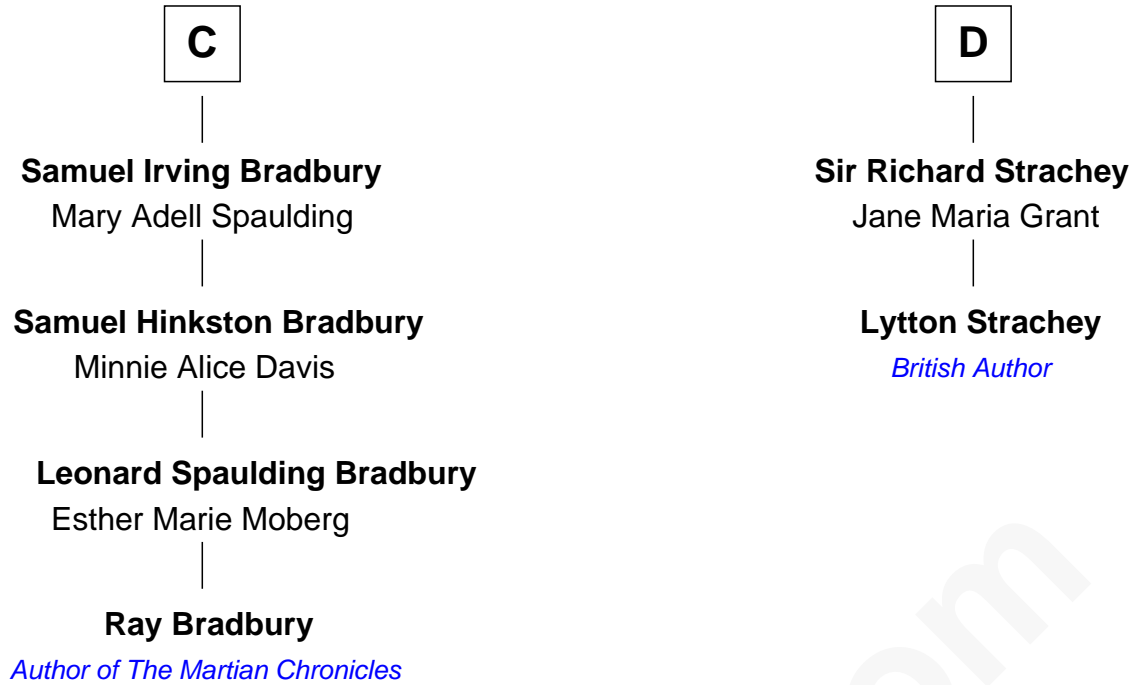 C
Samuel Irving Bradbury
Mary Adell Spaulding
Samuel Hinkston Bradbury
Minnie Alice Davis
Leonard Spaulding Bradbury
Esther Marie Moberg
Ray Bradbury
Author of The Martian Chronicles
D
Sir Richard Strachey
Jane Maria Grant
Lytton Strachey
British Author
om